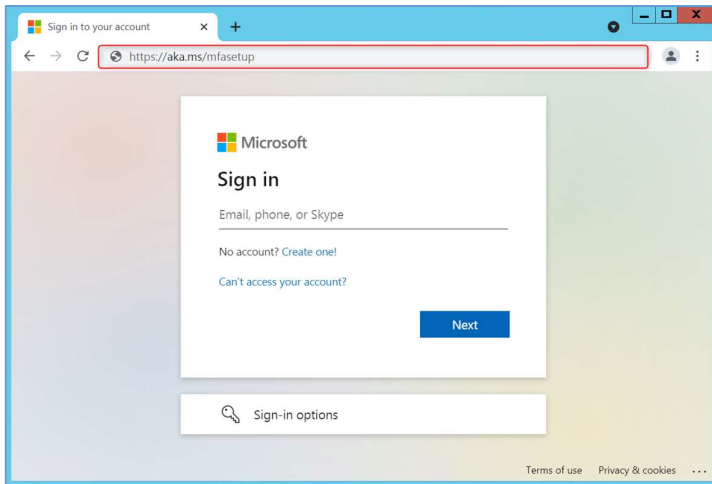 Sign in to your account
https://aka.ms/mfasetup
Microsoft
Sign in
Email, phone, or Skype
No account? Create one!
Can't access your account?
Next
Sign-in options
Terms of use Privacy & cookies ...